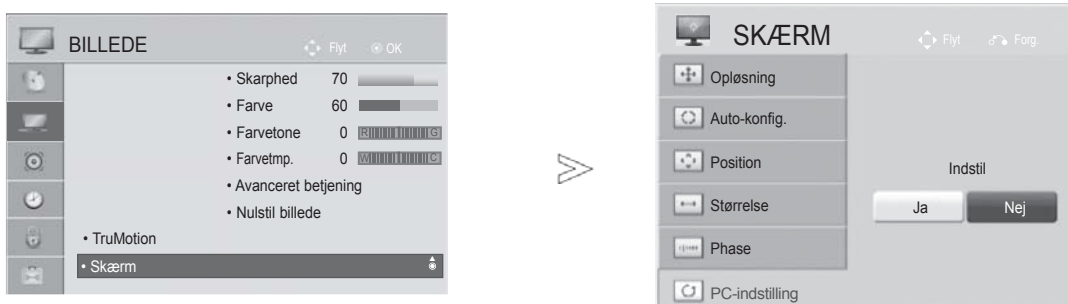 BILLEDE
Flyt OK
• Skarphed 70
• Farve 60
• Farvetone 0 R G
• Farvetmp. 0 W C
• Avanceret betjening
• Nulstil billede
• TruMotion
• Skærm
SKÆRM
Flyt Forg.
Opløsning
Auto-konfig.
Position
Størrelse
Phase
PC-indstilling
Indstil
Ja Nej